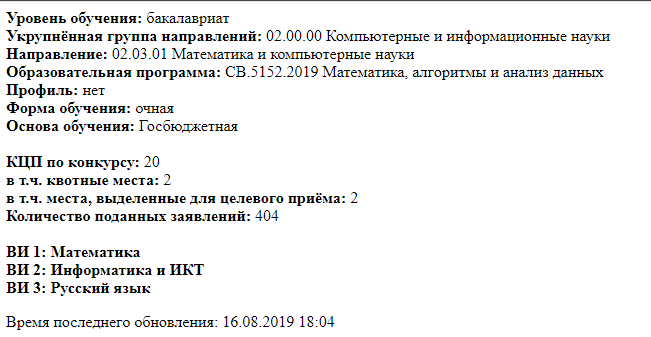 Уровень обучения: бакалавриат
Укрупнённая группа направлений: 02.00.00 Компьютерные и информационные науки
Направление: 02.03.01 Математика и компьютерные науки
Образовательная программа: СВ.5152.2019 Математика, алгоритмы и анализ данных
Профиль: нет
Форма обучения: очная
Основа обучения: Госбюджетная
КЦП по конкурсу: 20
в т.ч. квотные места: 2
в т.ч. места, выделенные для целевого приёма: 2
Количество поданных заявлений: 404
ВИ 1: Математика
ВИ 2: Информатика и ИКТ
ВИ 3: Русский язык
Время последнего обновления: 16.08.2019 18:04